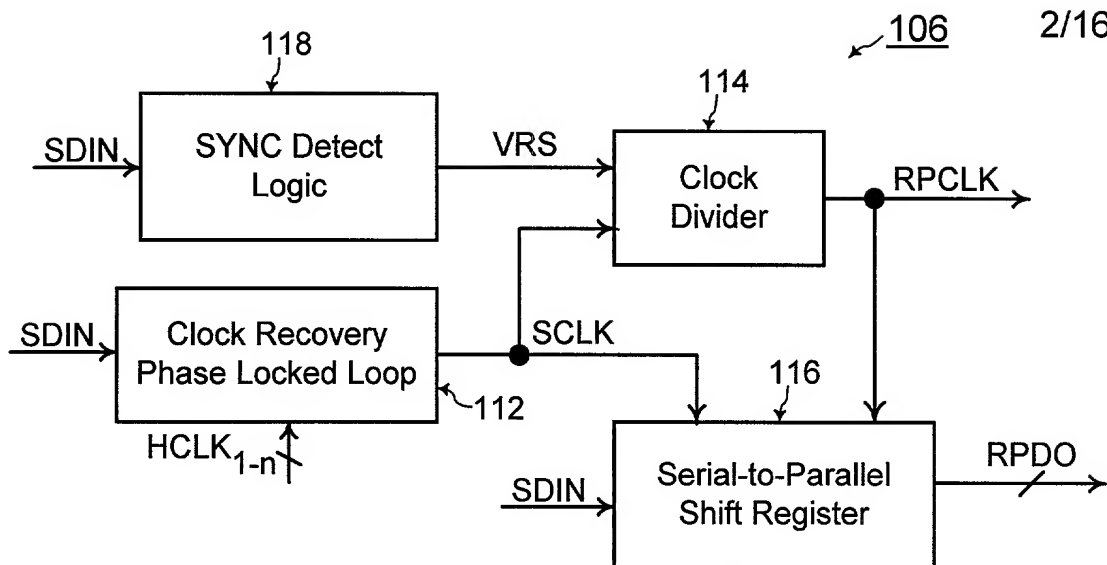 106
2/16
118
114
SDIN
SYNC Detect
Logic
VRS
Clock
Divider
RPCLK
SDIN
Clock Recovery
Phase Locked Loop
SCLK
112
116
HCLK1-n
SDIN
Serial-to-Parallel
Shift Register
RPDO